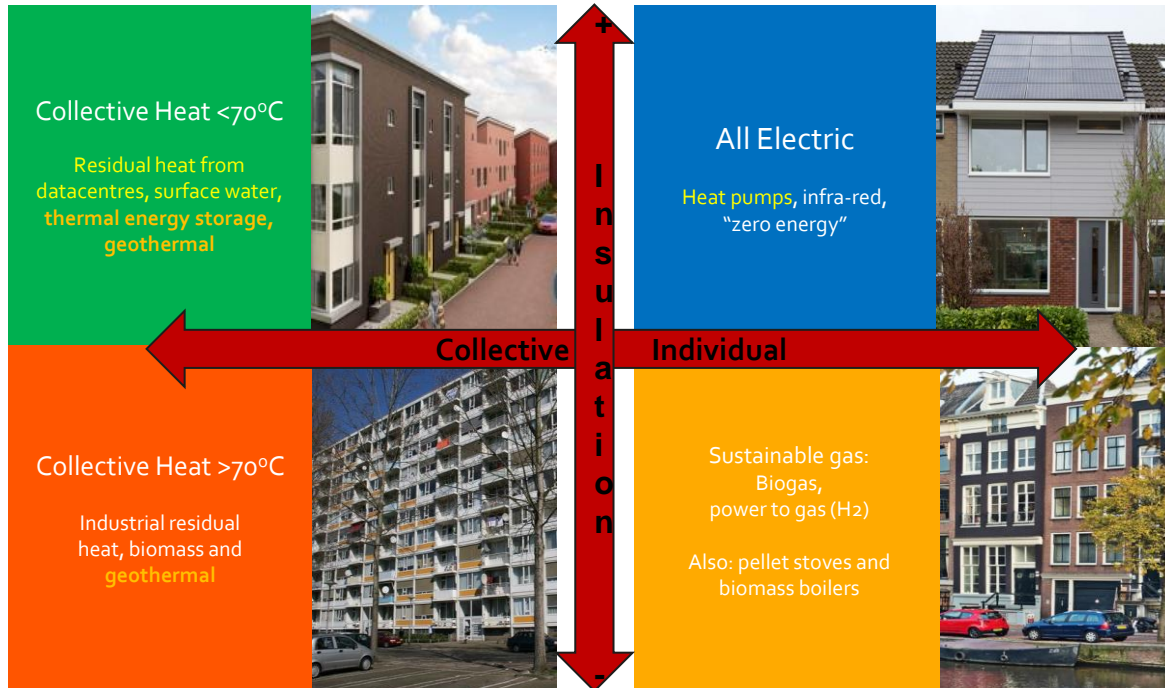 Collective Heat <70°C
Residual heat from
datacentres, surface water,
thermal energy storage,
geothermal
+
Insulation
-
All Electric
Heat pumps, infra-red,
“zero energy”
Collective
Individual
Collective Heat >70°C
Industrial residual
heat, biomass and
geothermal
Sustainable gas:
Biogas,
power to gas (H2)
Also: pellet stoves and
biomass boilers